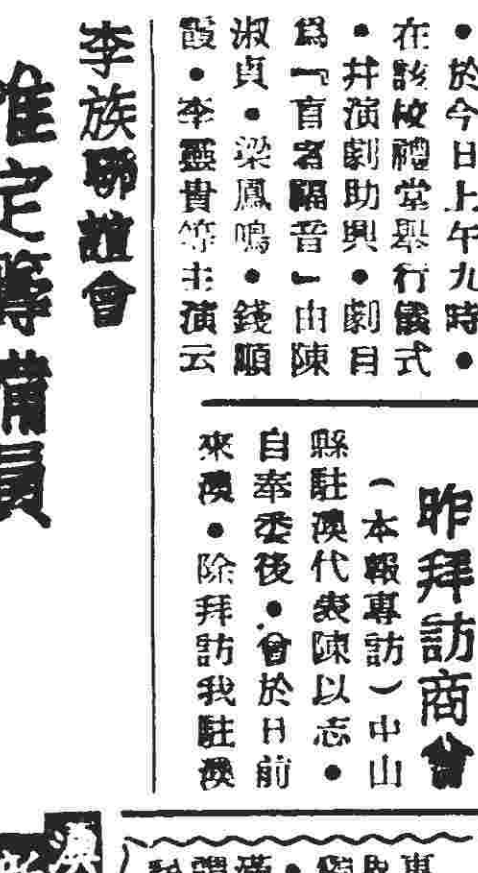 ●於今日上午九時●
在該校禮堂舉行儀式
●并演劇助興●劇目
為「盲者隔音」由陳
淑貞●梁鳳鳴●錢順
霞●李靈貴等主演云
昨拜訪商會
（本報專訪）中山
縣駐澳代表陳以志●
自奉委後●曾於日前
來澳●除拜訪我駐澳
李族聯誼會
推定籌備員
澳